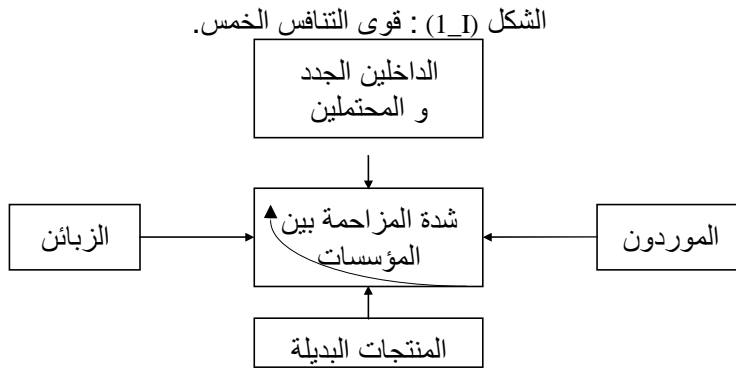 الشكل (I_1) : قوى التنافس الخمس.
الداخلين الجدد
و المحتملين
الموردون
شدة المزاحمة بين
المؤسسات
الزبائن
المنتجات البديلة